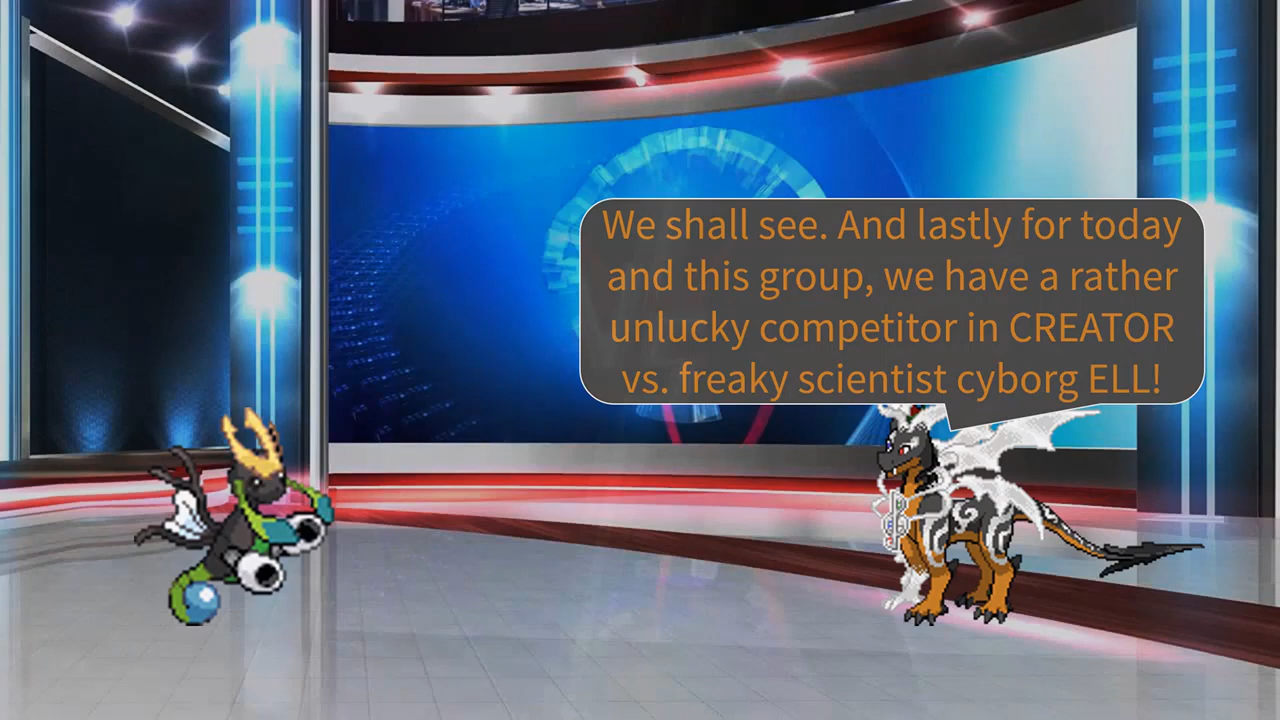 We shall see. And lastly for today
and this group, we have a rather
unlucky competitor in CREATOR
vs. freaky scientist cyborg ELL!